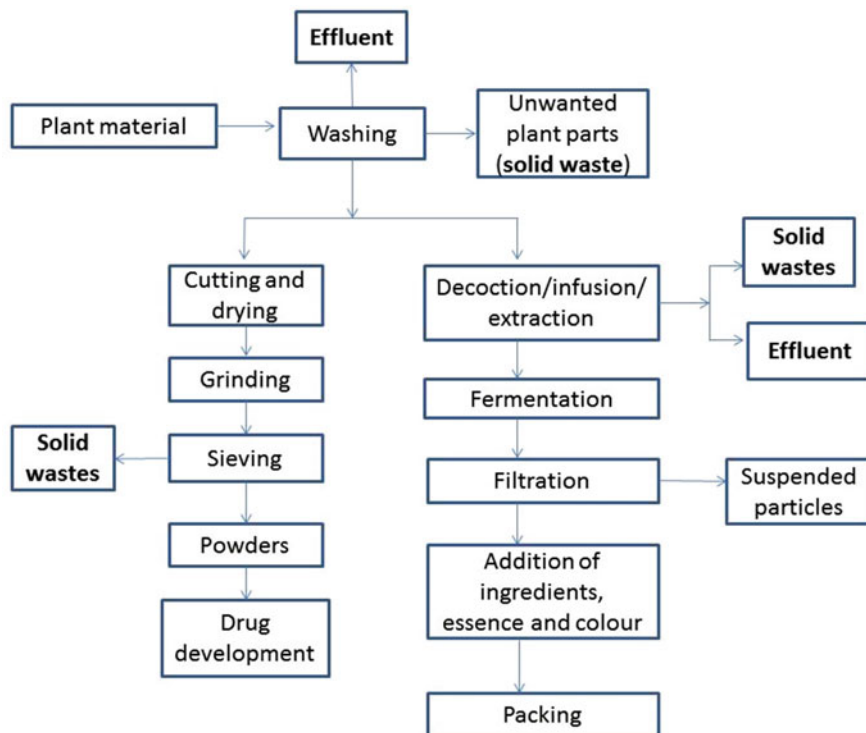 Effluent
Plant material
Washing
Unwanted
plant parts
(solid waste)
Cutting and
drying
Decoction/infusion/
extraction
Solid
wastes
Effluent
Grinding
Fermentation
Solid
wastes
Sieving
Filtration
Suspended
particles
Powders
Addition of
ingredients,
essence and colour
Drug
development
Packing